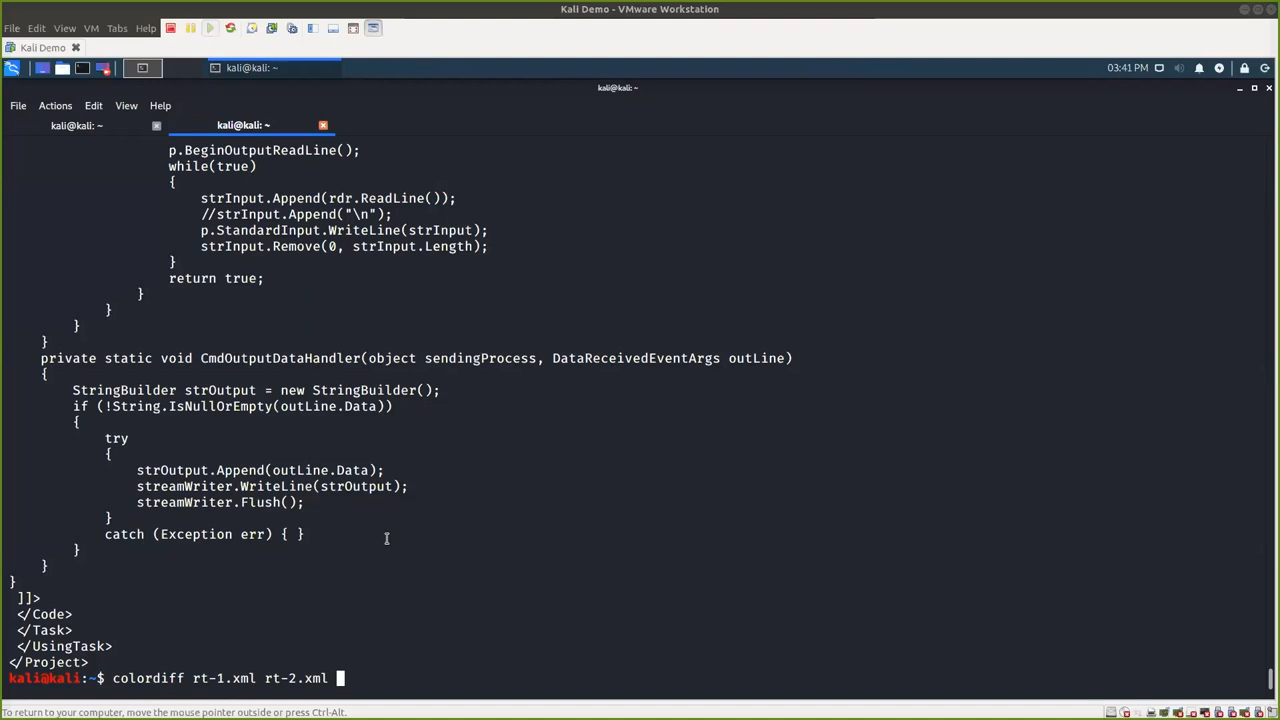 Kali Demo - VMware Workstation
File Edit View VM Tabs Help
Kali Demo
kali@kali: ~
03:41 PM
kali@kali: ~
File Actions Edit View Help
kali@kali: ~ kali@kali: ~
p.BeginOutputReadLine();
while(true)
{
strInput.Append(rdr.ReadLine());
//strInput.Append("\n");
p.StandardInput.WriteLine(strInput);
strInput.Remove(0, strInput.Length);
}
return true;
}
}
}
}
private static void CmdOutputDataHandler(object sendingProcess, DataReceivedEventArgs outLine)
{
StringBuilder strOutput = new StringBuilder();
if (!String.IsNullOrEmpty(outLine.Data))
{
try
{
strOutput.Append(outLine.Data);
streamWriter.WriteLine(strOutput);
streamWriter.Flush();
}
catch (Exception err) { }
}
}
}
]]>
</Code>
</Task>
</UsingTask>
</Project>
kali@kali:~$ colordiff rt-1.xml rt-2.xml
To return to your computer, move the mouse pointer outside or press Ctrl-Alt.